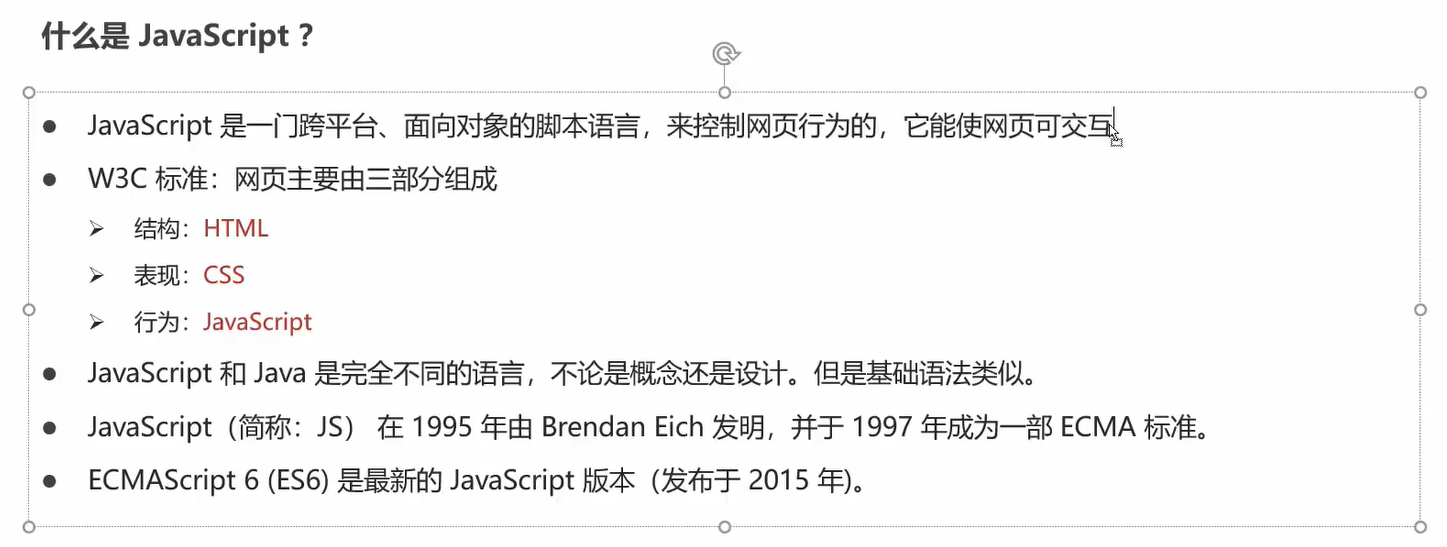 什么是 JavaScript？
● JavaScript 是一门跨平台、面向对象的脚本语言，来控制网页行为的，它能使网页可交互
● W3C 标准：网页主要由三部分组成
➢ 结构：HTML
➢ 表现：CSS
➢ 行为：JavaScript
● JavaScript 和 Java 是完全不同的语言，不论是概念还是设计。但是基础语法类似。
● JavaScript（简称：JS） 在 1995 年由 Brendan Eich 发明，并于 1997 年成为一部 ECMA 标准。
● ECMAScript 6 (ES6) 是最新的 JavaScript 版本（发布于 2015 年)。